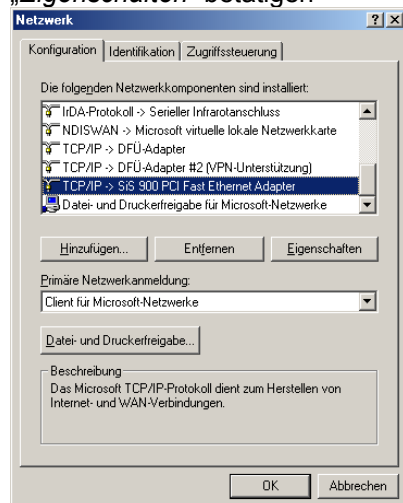 „Eigenschaften“ betätigen
Netzwerk
Konfiguration Identifikation Zugriffssteuerung
Die folgenden Netzwerkkomponenten sind installiert:
IrDA-Protokoll -> Serieller Infrarotanschluss
NDISWAN -> Microsoft virtuelle lokale Netzwerkkarte
TCP/IP -> DFÜ-Adapter
TCP/IP -> DFÜ-Adapter #2 (VPN-Unterstützung)
TCP/IP -> SiS 900 PCI Fast Ethernet Adapter
Datei- und Druckerfreigabe für Microsoft-Netzwerke
Hinzufügen... Entfernen Eigenschaften
Primäre Netzwerkanmeldung:
Client für Microsoft-Netzwerke
Datei- und Druckerfreigabe...
Beschreibung
Das Microsoft TCP/IP-Protokoll dient zum Herstellen von
Internet- und WAN-Verbindungen.
OK Abbrechen